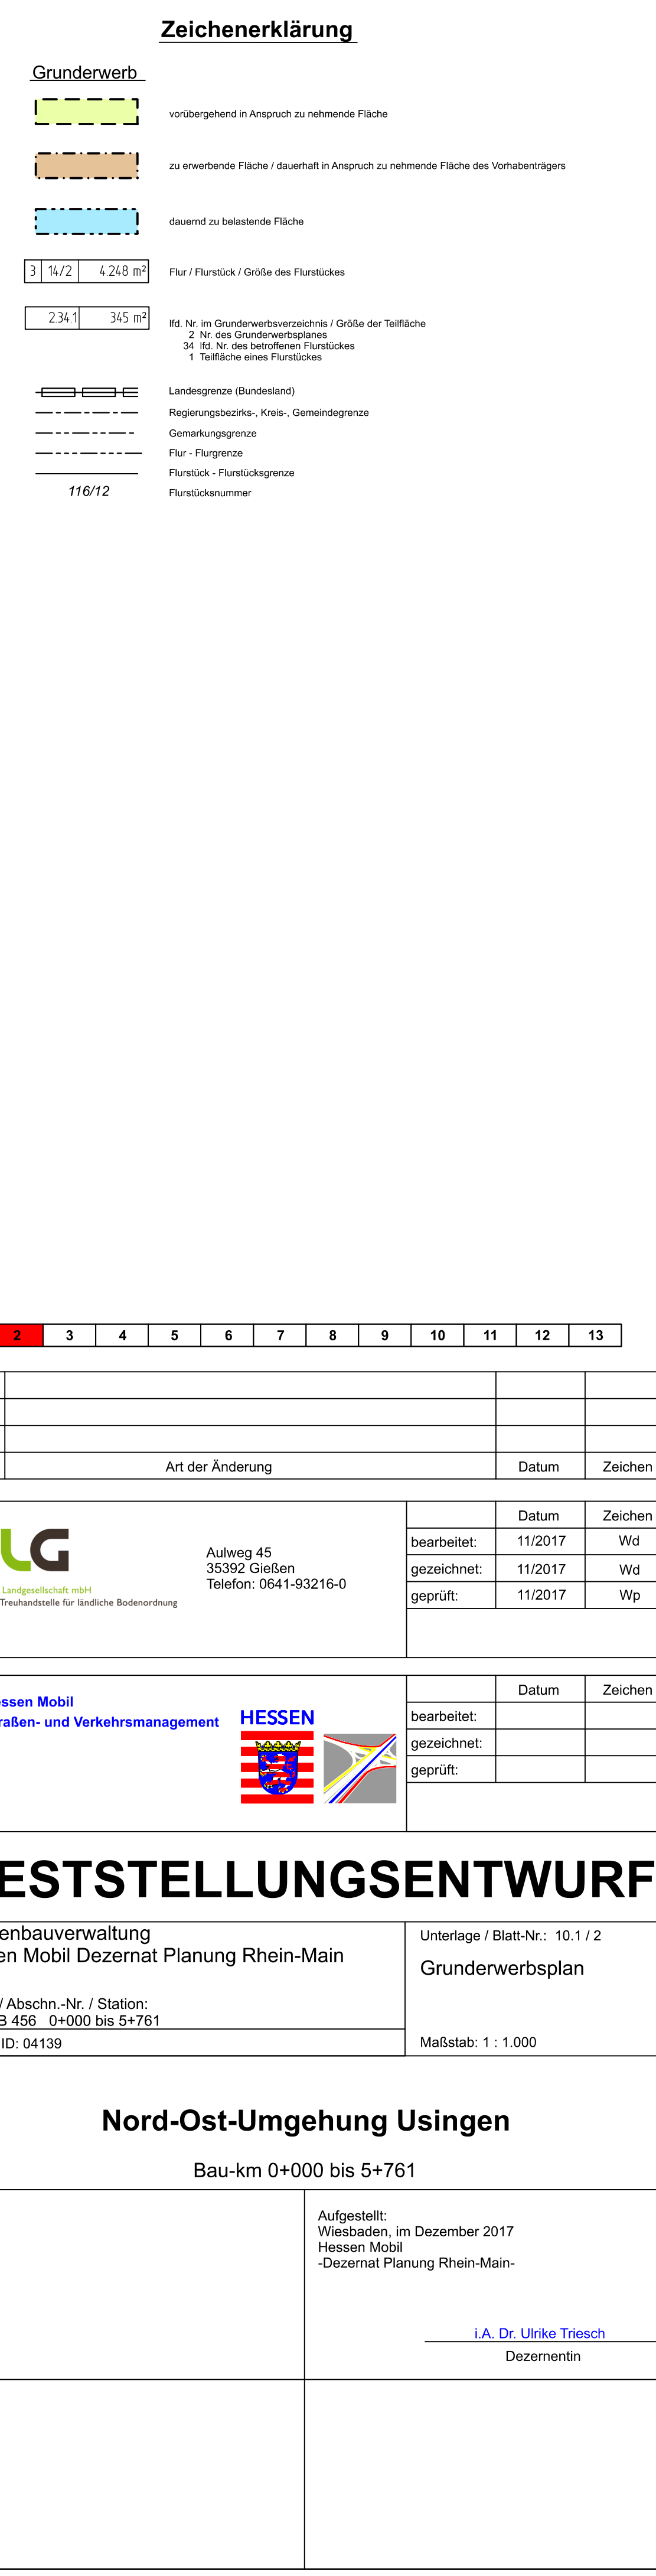 Zeichenerklärung
Grunderwerb
vorübergehend in Anspruch zu nehmende Fläche
zu erwerbende Fläche / dauerhaft in Anspruch zu nehmende Fläche des Vorhabenträgers
dauernd zu belastende Fläche
3 14/2 4.248 m² Flur / Flurstück / Größe des Flurstückes
2.34.1 345 m² lfd. Nr. im Grunderwerbsverzeichnis / Größe der Teilfläche
2 Nr. des Grunderwerbsplanes
34 lfd. Nr. des betroffenen Flurstückes
1 Teilfläche eines Flurstückes
Landesgrenze (Bundesland)
Regierungsbezirks-, Kreis-, Gemeindegrenze
Gemarkungsgrenze
Flur - Flurgrenze
Flurstück - Flurstücksgrenze
116/12 Flurstücksnummer
2 3 4 5 6 7 8 9 10 11 12 13
Art der Änderung Datum Zeichen
Datum Zeichen
LG
Landgesellschaft mbH
Treuhandstelle für ländliche Bodenordnung
Aulweg 45
35392 Gießen
Telefon: 0641-93216-0
bearbeitet: 11/2017 Wd
gezeichnet: 11/2017 Wd
geprüft: 11/2017 Wp
Datum Zeichen
essen Mobil
raßen- und Verkehrsmanagement
HESSEN
bearbeitet:
gezeichnet:
geprüft:
ESTSTELLUNGSENTWURF
enbauverwaltung
en Mobil Dezernat Planung Rhein-Main
/ Abschn.-Nr. / Station:
B 456 0+000 bis 5+761
ID: 04139
Unterlage / Blatt-Nr.: 10.1 / 2
Grunderwerbsplan
Maßstab: 1 : 1.000
Nord-Ost-Umgehung Usingen
Bau-km 0+000 bis 5+761
Aufgestellt:
Wiesbaden, im Dezember 2017
Hessen Mobil
-Dezernat Planung Rhein-Main-
i.A. Dr. Ulrike Triesch
Dezernentin